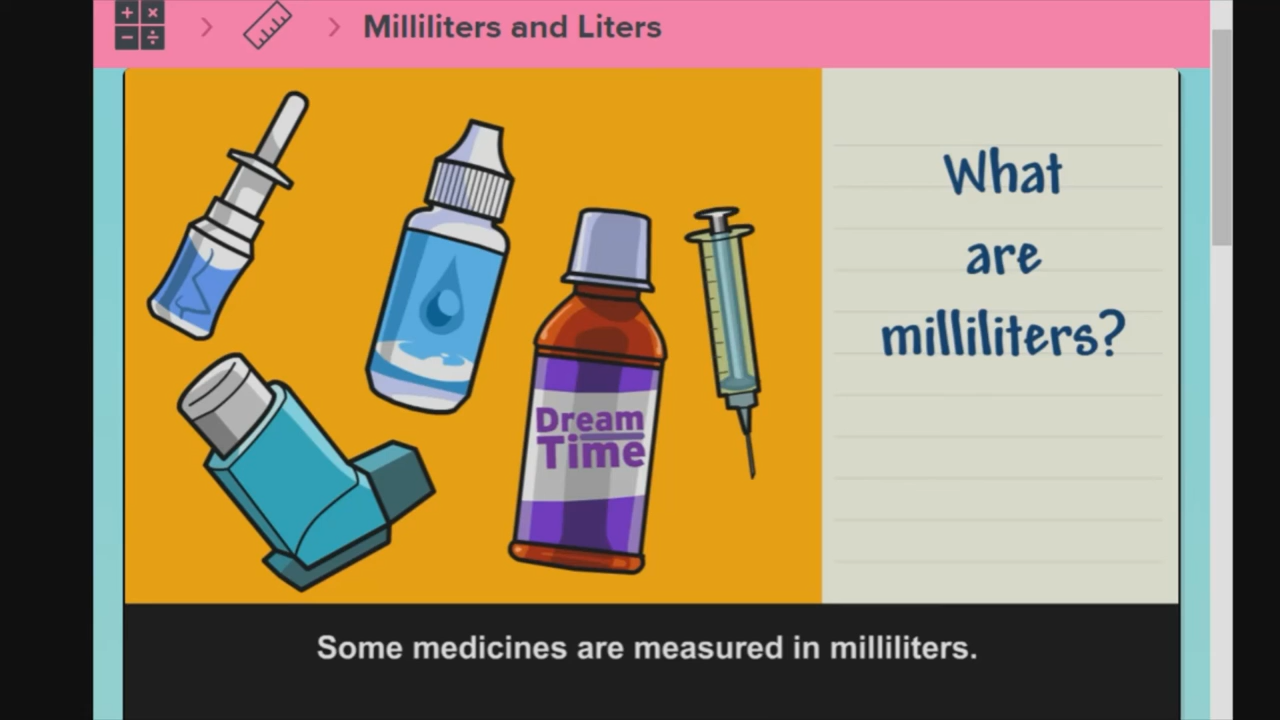 Milliliters and Liters
What
are
milliliters?
Dream
Time
Some medicines are measured in milliliters.